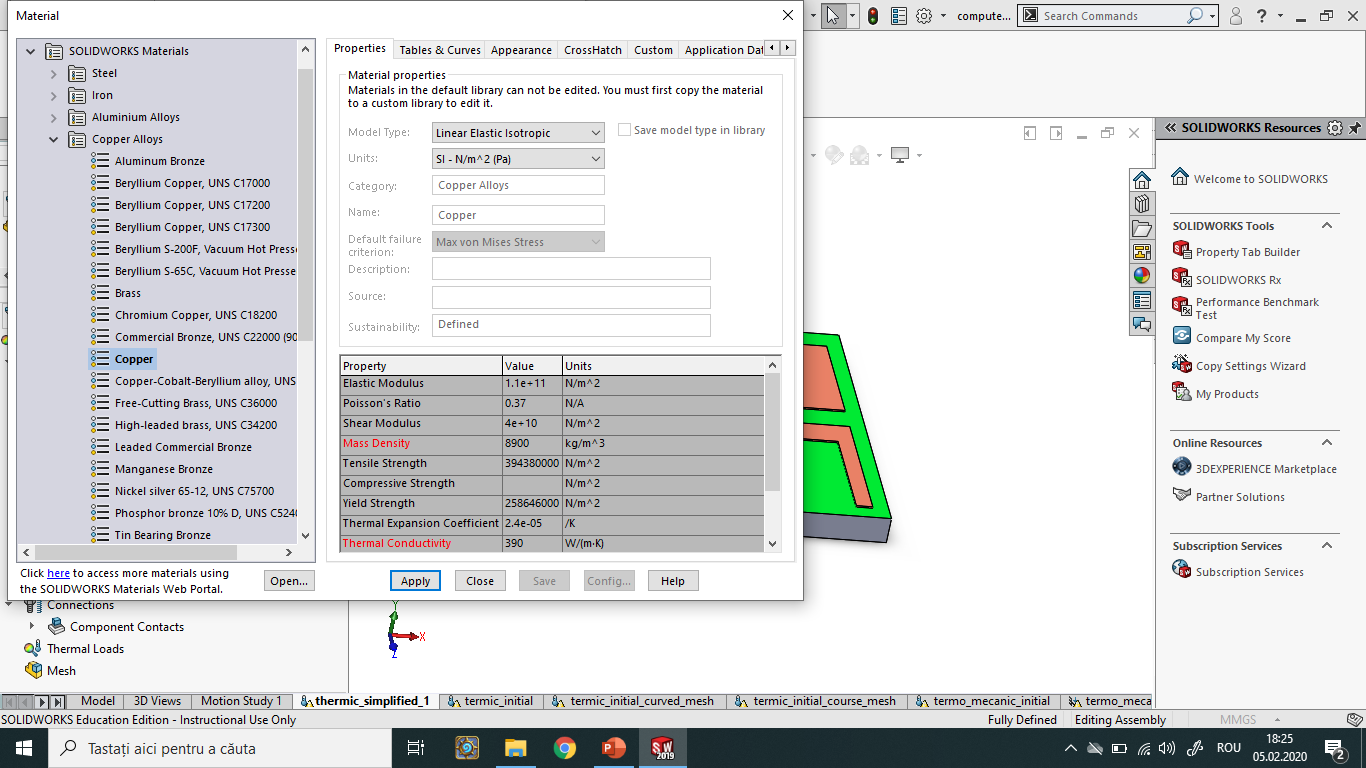 Material
compute...
Search Commands
SOLIDWORKS Materials
Steel
Iron
Aluminium Alloys
Copper Alloys
Aluminum Bronze
Beryllium Copper, UNS C17000
Beryllium Copper, UNS C17200
Beryllium Copper, UNS C17300
Beryllium S-200F, Vacuum Hot Presse
Beryllium S-65C, Vacuum Hot Presse
Brass
Chromium Copper, UNS C18200
Commercial Bronze, UNS C22000 (90
Copper
Copper-Cobalt-Beryllium alloy, UNS
Free-Cutting Brass, UNS C36000
High-leaded brass, UNS C34200
Leaded Commercial Bronze
Manganese Bronze
Nickel silver 65-12, UNS C75700
Phosphor bronze 10% D, UNS C5240
Tin Bearing Bronze
Click here to access more materials using
the SOLIDWORKS Materials Web Portal.
Open...
Properties Tables & Curves Appearance CrossHatch Custom Application Dat
Material properties
Materials in the default library can not be edited. You must first copy the material
to a custom library to edit it.
Model Type: Linear Elastic Isotropic Save model type in library
Units: SI - N/m^2 (Pa)
Category: Copper Alloys
Name: Copper
Default failure
criterion: Max von Mises Stress
Description:
Source:
Sustainability: Defined
Property Value Units
Elastic Modulus 1.1e+11 N/m^2
Poisson's Ratio 0.37 N/A
Shear Modulus 4e+10 N/m^2
Mass Density 8900 kg/m^3
Tensile Strength 394380000 N/m^2
Compressive Strength N/m^2
Yield Strength 258646000 N/m^2
Thermal Expansion Coefficient 2.4e-05 /K
Thermal Conductivity 390 W/(m·K)
Apply Close Save Config... Help
SOLIDWORKS Resources
Welcome to SOLIDWORKS
SOLIDWORKS Tools
Property Tab Builder
SOLIDWORKS Rx
Performance Benchmark
Test
Compare My Score
Copy Settings Wizard
My Products
Online Resources
3DEXPERIENCE Marketplace
Partner Solutions
Subscription Services
Subscription Services
Connections
Component Contacts
Thermal Loads
Mesh
Y
X
Z
Model 3D Views Motion Study 1 thermic_simplified_1 termic_initial termic_initial_curved_mesh termic_initial_course_mesh termo_mecanic_initial termo_meca
SOLIDWORKS Education Edition - Instructional Use Only Fully Defined Editing Assembly MMGS
Tastați aici pentru a căuta
SW
2019
ROU
18:25
05.02.2020
2